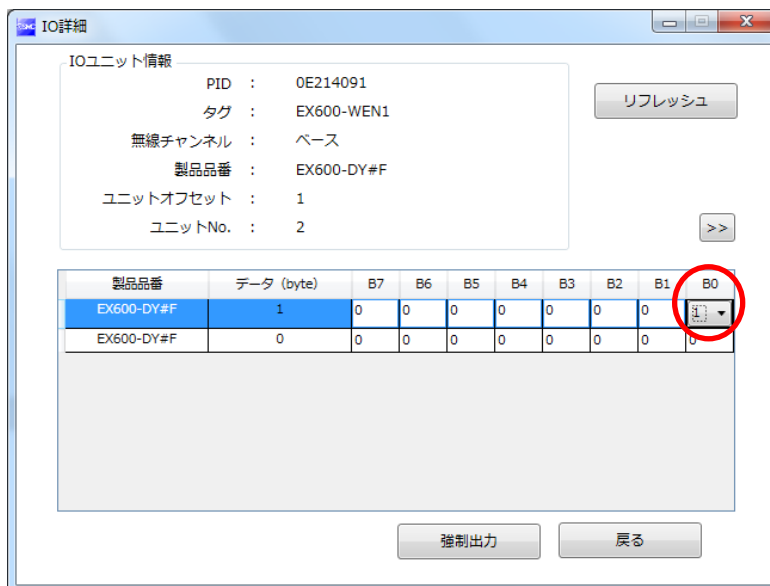 IO詳細
IOユニット情報
PID : 0E214091
タグ : EX600-WEN1
無線チャンネル : ベース
製品品番 : EX600-DY#F
ユニットオフセット : 1
ユニットNo. : 2
リフレッシュ
>>
製品品番 データ（byte） B7 B6 B5 B4 B3 B2 B1 B0
EX600-DY#F 1 0 0 0 0 0 0 0 1
EX600-DY#F 0 0 0 0 0 0 0 0 0
強制出力 戻る